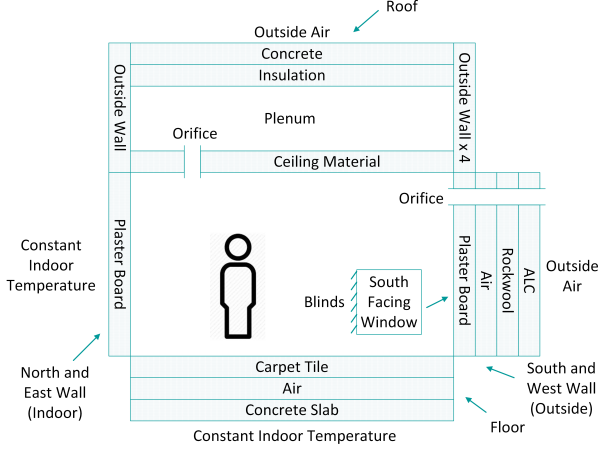 Roof
Outside Air
Concrete
Insulation
Outside Wall
Outside Wall x 4
Plenum
Orifice
Ceiling Material
Orifice
Plaster Board
Constant
Indoor
Temperature
Blinds
South
Facing
Window
Plaster Board
Air
Rockwool
ALC
Outside
Air
North and
East Wall
(Indoor)
Carpet Tile
Air
Concrete Slab
South and
West Wall
(Outside)
Floor
Constant Indoor Temperature